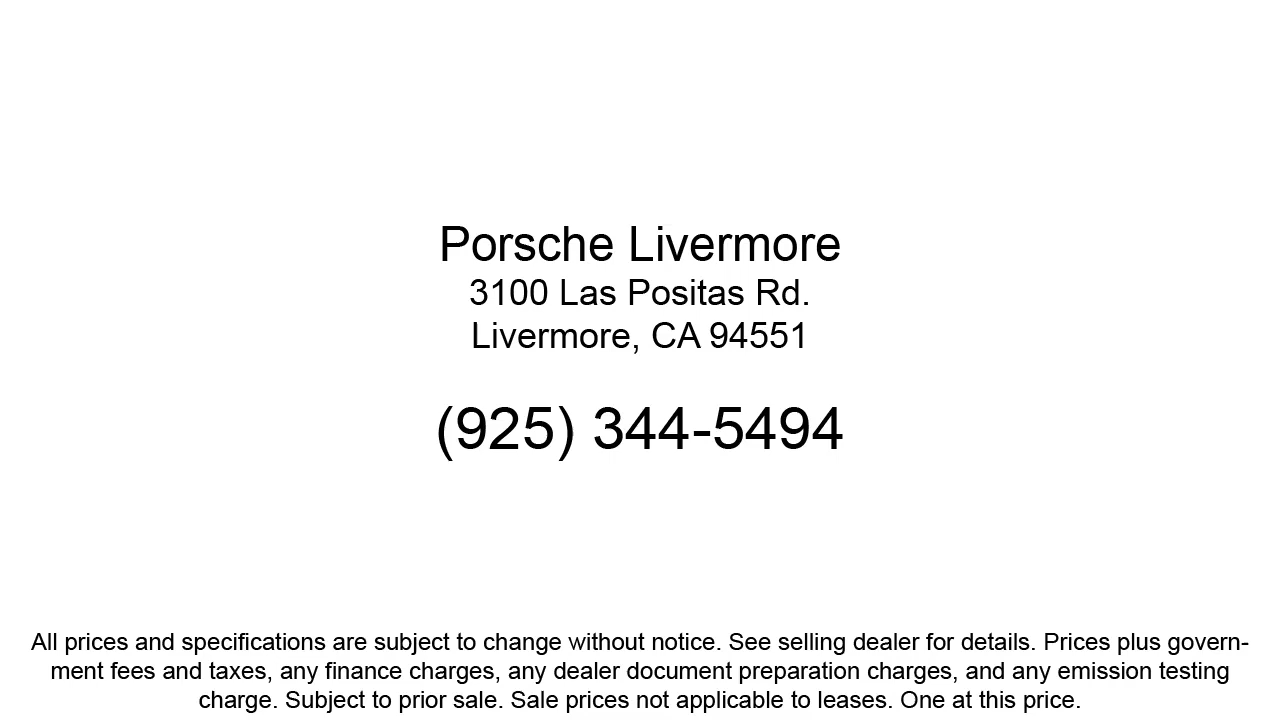 Porsche Livermore
3100 Las Positas Rd.
Livermore, CA 94551
(925) 344-5494
All prices and specifications are subject to change without notice. See selling dealer for details. Prices plus govern-
ment fees and taxes, any finance charges, any dealer document preparation charges, and any emission testing
charge. Subject to prior sale. Sale prices not applicable to leases. One at this price.